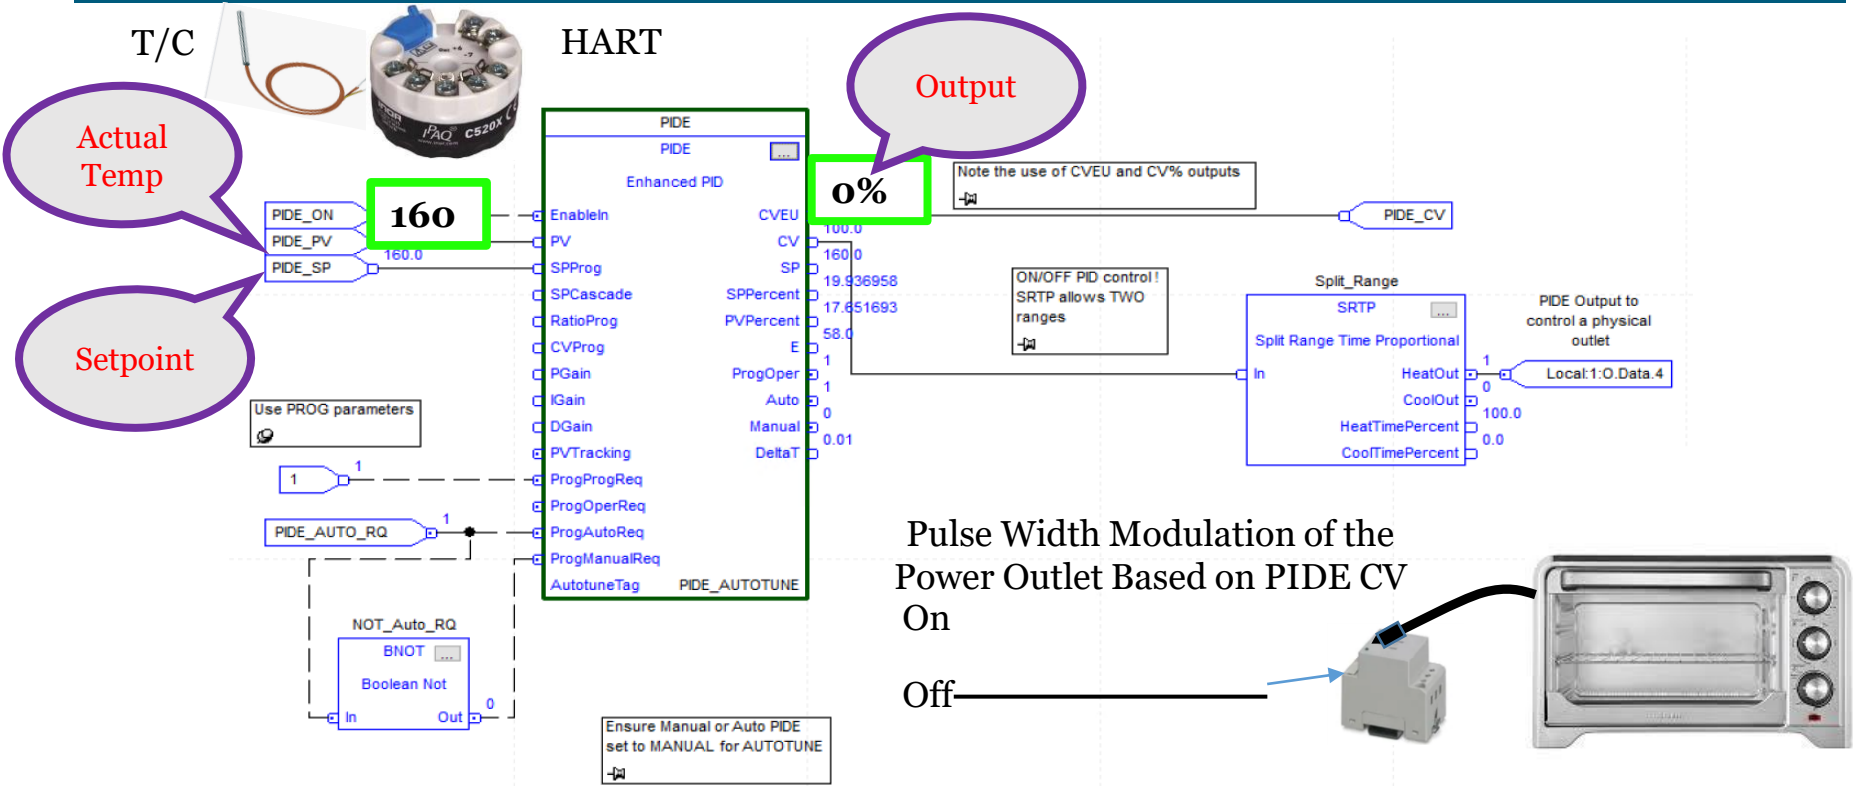 T/C
HART
Actual
Temp
Output
Setpoint
inor
IPAQ C520X
PIDE
PIDE
...
Enhanced PID
160
0%
PIDE_ON
PIDE_PV
PIDE_SP
160.0
EnableIn
PV
SPProg
SPCascade
RatioProg
CVProg
PGain
IGain
DGain
PVTracking
ProgProgReq
ProgOperReq
ProgAutoReq
ProgManualReq
AutotuneTag
PIDE_AUTOTUNE
CVEU
CV
SP
SPPercent
PVPercent
E
ProgOper
Auto
Manual
DeltaT
100.0
160.0
19.936958
17.651693
58.0
1
1
0
0.01
Note the use of CVEU and CV% outputs
PIDE_CV
ON/OFF PID control !
SRTP allows TWO
ranges
Split_Range
SRTP
...
Split Range Time Proportional
In
HeatOut
CoolOut
HeatTimePercent
CoolTimePercent
1
0
100.0
0.0
PIDE Output to
control a physical
outlet
Local:1:O.Data.4
Use PROG parameters
1
1
PIDE_AUTO_RQ
1
NOT_Auto_RQ
BNOT
...
Boolean Not
In
Out
0
Ensure Manual or Auto PIDE
set to MANUAL for AUTOTUNE
Pulse Width Modulation of the
Power Outlet Based on PIDE CV
On
Off